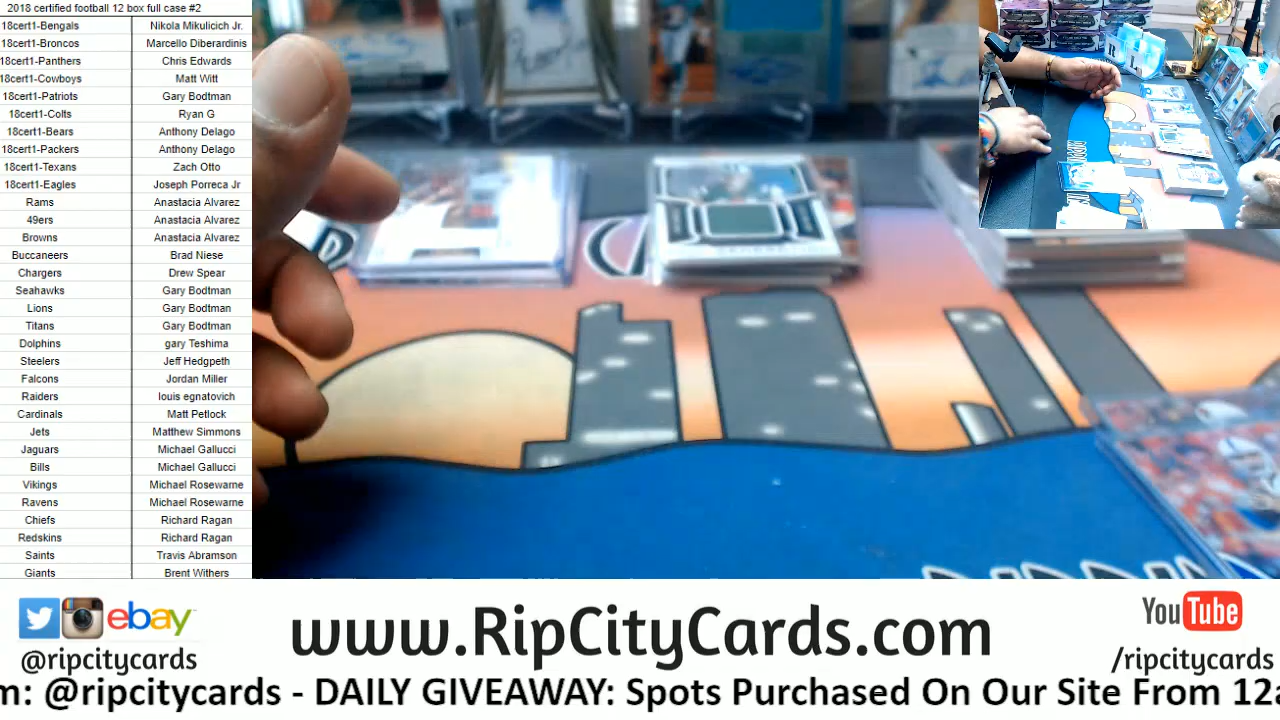 2018 certified football 12 box full case #2
18cert1-Bengals Nikola Mikulicich Jr.
18cert1-Broncos Marcello Diberardinis
18cert1-Panthers Chris Edwards
18cert1-Cowboys Matt Witt
18cert1-Patriots Gary Bodtman
18cert1-Colts Ryan G
18cert1-Bears Anthony Delago
18cert1-Packers Anthony Delago
18cert1-Texans Zach Otto
18cert1-Eagles Joseph Porreca Jr
Rams Anastacia Alvarez
49ers Anastacia Alvarez
Browns Anastacia Alvarez
Buccaneers Brad Niese
Chargers Drew Spear
Seahawks Gary Bodtman
Lions Gary Bodtman
Titans Gary Bodtman
Dolphins gary Teshima
Steelers Jeff Hedgpeth
Falcons Jordan Miller
Raiders louis egnatovich
Cardinals Matt Petlock
Jets Matthew Simmons
Jaguars Michael Gallucci
Bills Michael Gallucci
Vikings Michael Rosewarne
Ravens Michael Rosewarne
Chiefs Richard Ragan
Redskins Richard Ragan
Saints Travis Abramson
Giants Brent Withers
ebay
@ripcitycards
www.RipCityCards.com
YouTube
/ripcitycards
m: @ripcitycards - DAILY GIVEAWAY: Spots Purchased On Our Site From 12a